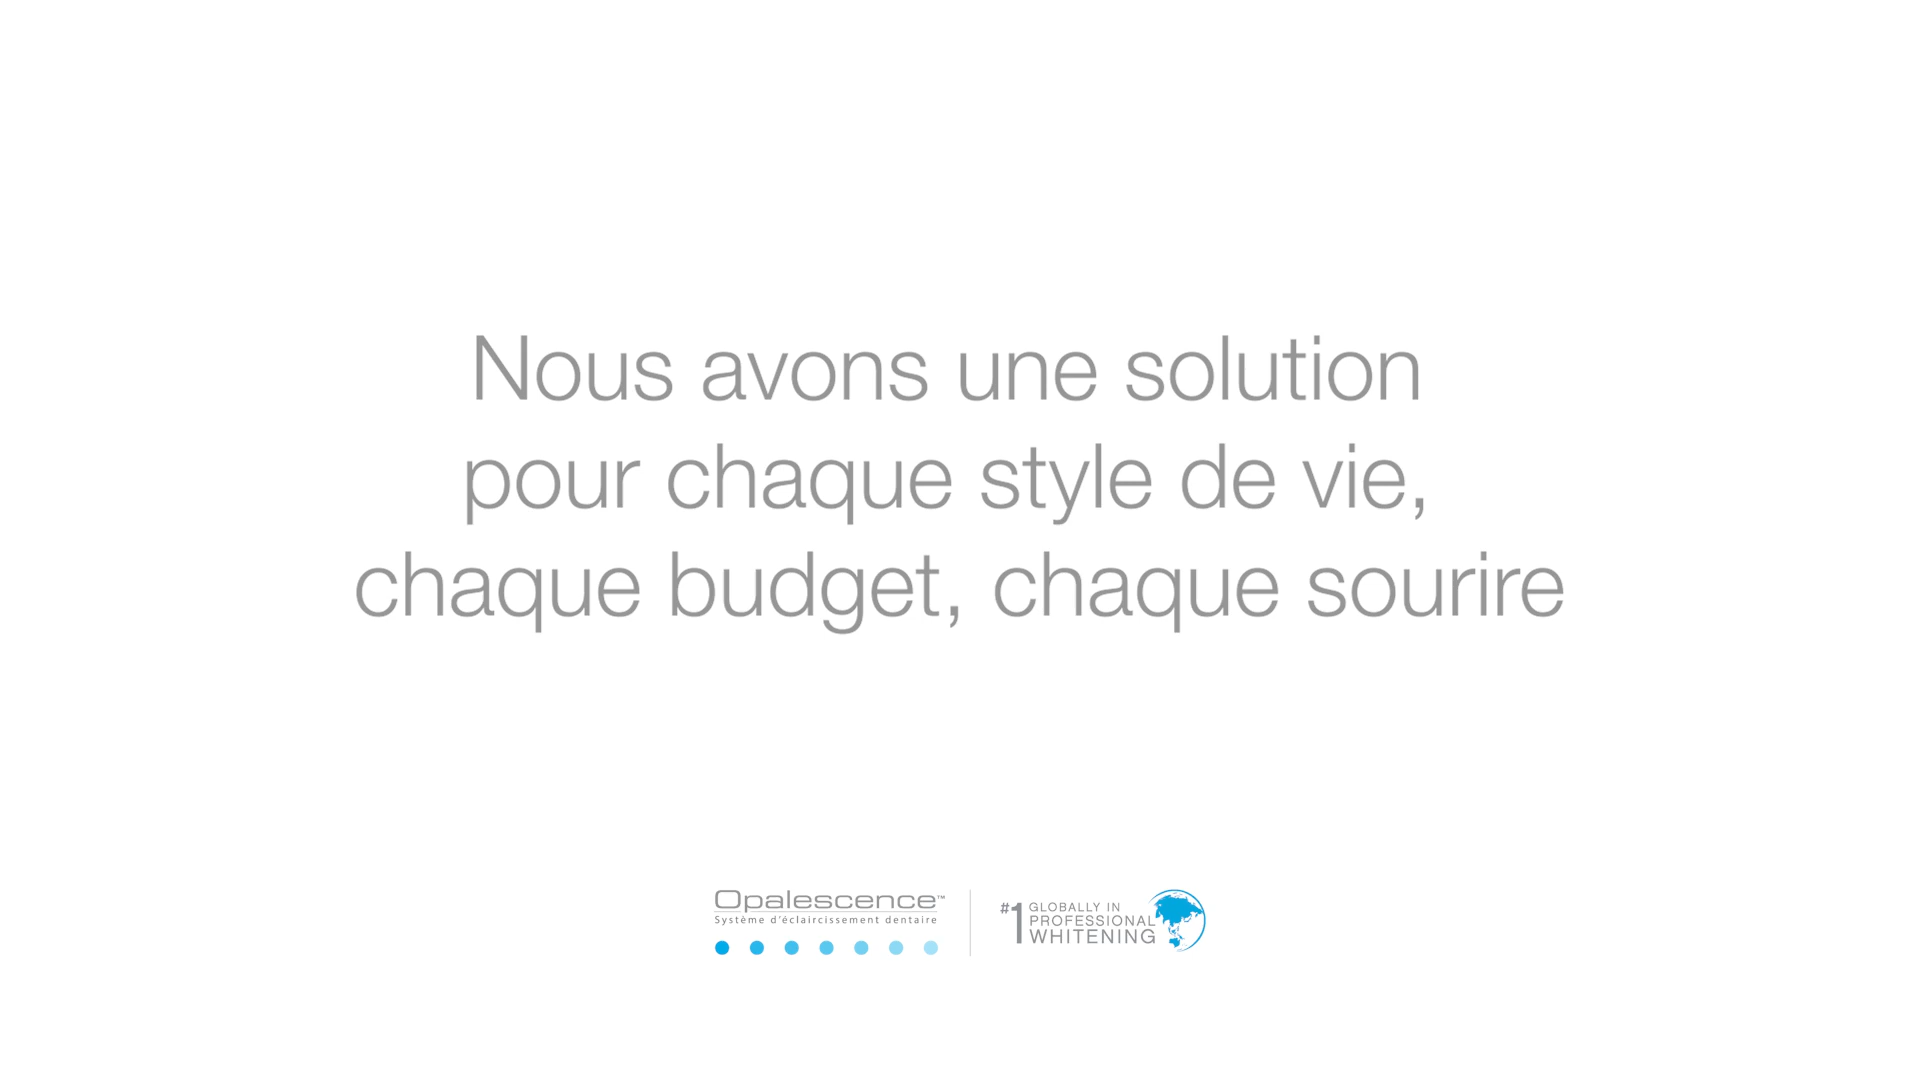 Nous avons une solution
pour chaque style de vie,
chaque budget, chaque sourire
Opalescence™
Système d'éclaircissement dentaire
#1 GLOBALLY IN
PROFESSIONAL
WHITENING